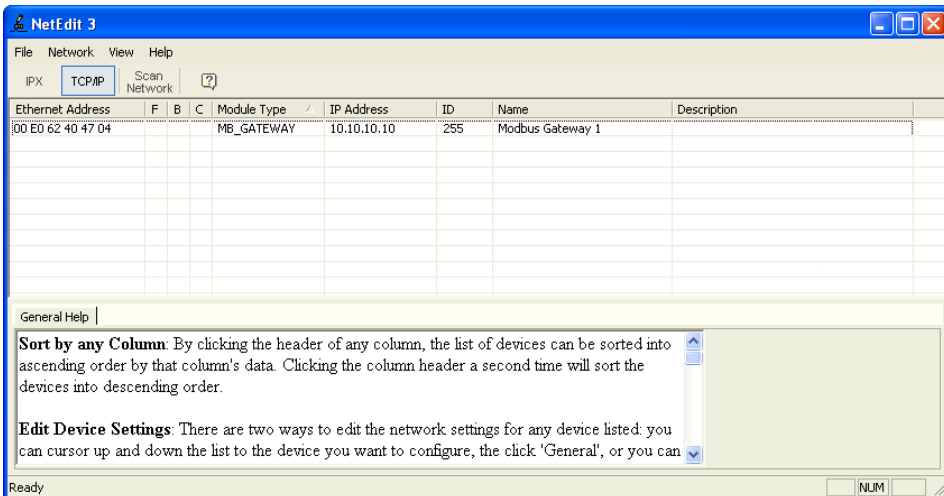 NetEdit 3
File Network View Help
IPX TCP/IP Scan Network
Ethernet Address F B C Module Type IP Address ID Name Description
00 E0 62 40 47 04 MB_GATEWAY 10.10.10.10 255 Modbus Gateway 1
General Help
Sort by any Column: By clicking the header of any column, the list of devices can be sorted into
ascending order by that column's data. Clicking the column header a second time will sort the
devices into descending order.
Edit Device Settings: There are two ways to edit the network settings for any device listed: you
can cursor up and down the list to the device you want to configure, the click 'General', or you can
Ready NUM